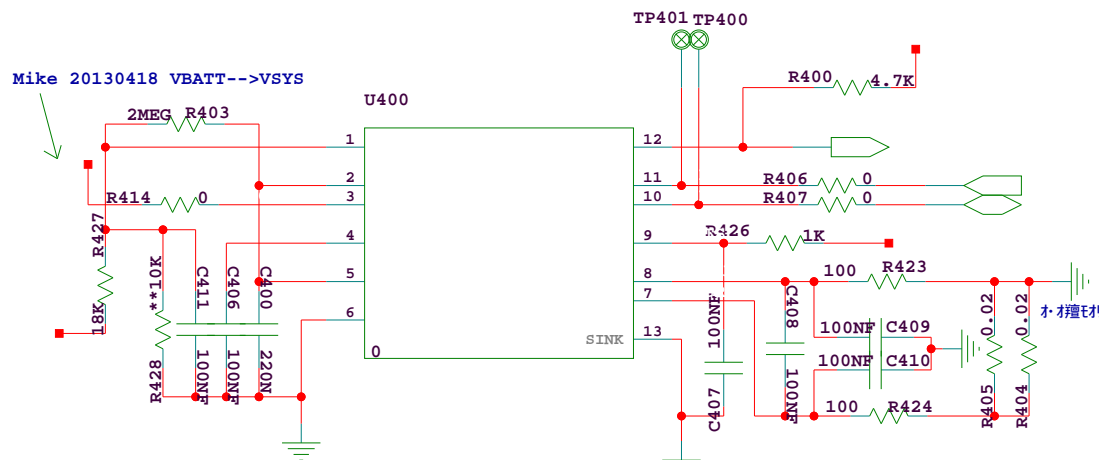 TP401 TP400
Mike 20130418 VBATT-->VSYS
R400
4.7K
U400
2MEG R403
1
12
2
11
R406 0
R414 0
3
10
R407 0
R427
4
9
R426
1K
18K
**10K
R428
C411
100NF
C406
100NF
C400
220N
5
8
100 R423
7
6
0
SINK
13
100NF
C407
C408
100NF
100NF C409
100NF C410
0.02
R405
0.02
R404
100 R424